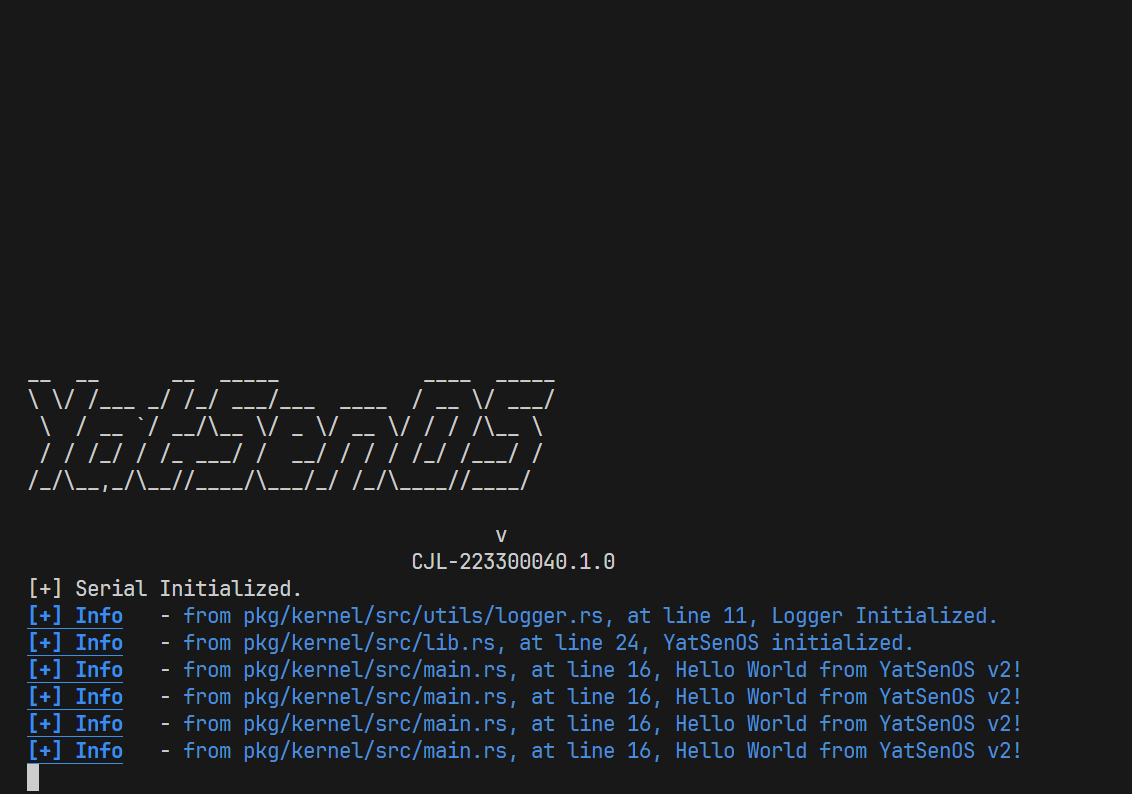 __  __      __  _____            ____  _____
\ \/ /___ _/ /_/ ___/___  ____  / __ \/ ___/
 \  / __ `/ __/\__ \/ _ \/ __ \/ / / /\__ \
 / / /_/ / /_ ___/ /  __/ / / / /_/ /___/ /
/_/\__,_/\__//____/\___/_/ /_/\____//____/
v
CJL-223300040.1.0
[+] Serial Initialized.
[+] Info   - from pkg/kernel/src/utils/logger.rs, at line 11, Logger Initialized.
[+] Info   - from pkg/kernel/src/lib.rs, at line 24, YatSenOS initialized.
[+] Info   - from pkg/kernel/src/main.rs, at line 16, Hello World from YatSenOS v2!
[+] Info   - from pkg/kernel/src/main.rs, at line 16, Hello World from YatSenOS v2!
[+] Info   - from pkg/kernel/src/main.rs, at line 16, Hello World from YatSenOS v2!
[+] Info   - from pkg/kernel/src/main.rs, at line 16, Hello World from YatSenOS v2!